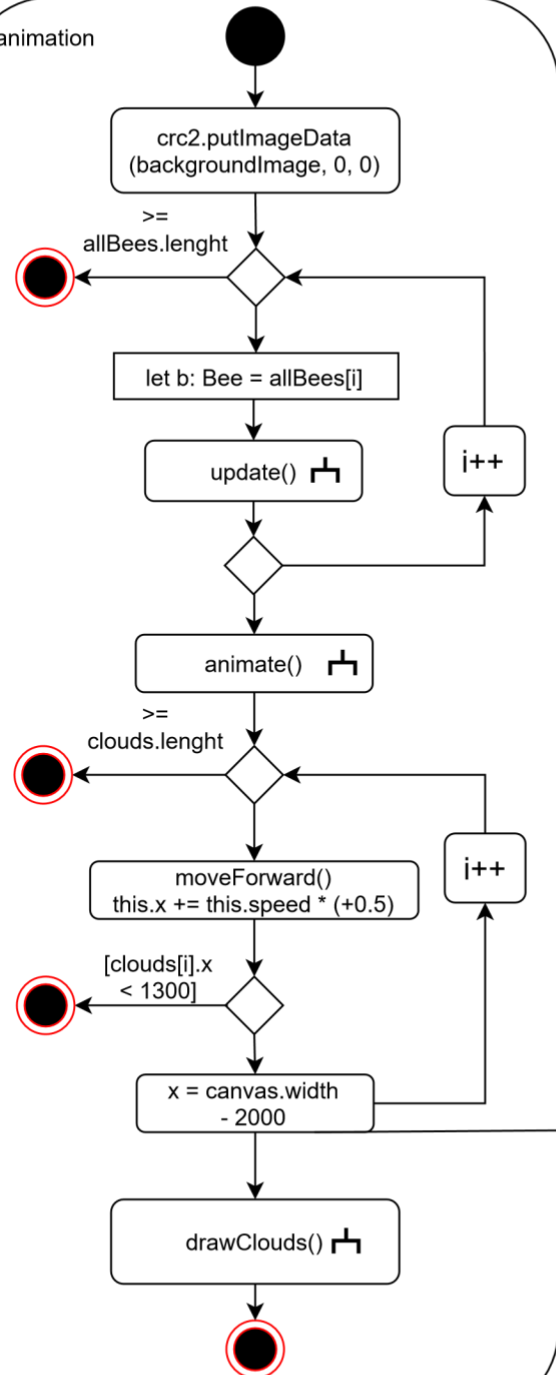 animation
crc2.putImageData
(backgroundImage, 0, 0)
>=
allBees.lenght
let b: Bee = allBees[i]
update()
i++
animate()
>=
clouds.lenght
moveForward()
this.x += this.speed * (+0.5)
i++
[clouds[i].x
< 1300]
x = canvas.width
- 2000
drawClouds()